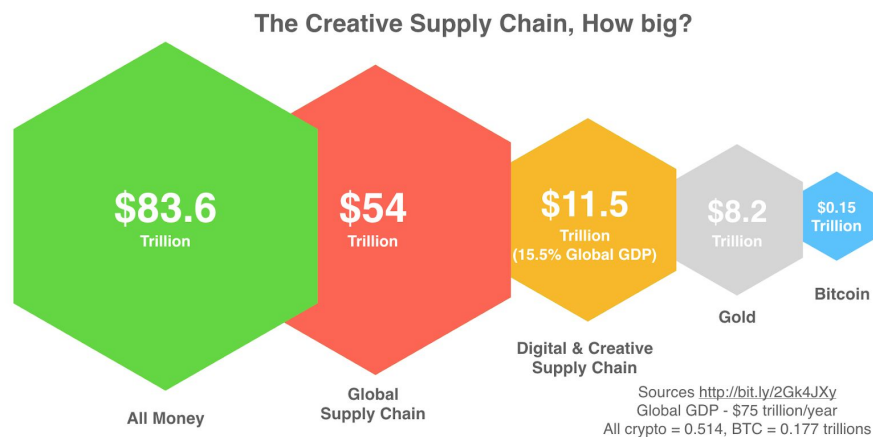 The Creative Supply Chain, How big?
$83.6
Trillion
All Money
$54
Trillion
Global
Supply Chain
$11.5
Trillion
(15.5% Global GDP)
Digital & Creative
Supply Chain
$8.2
Trillion
Gold
$0.15
Trillion
Bitcoin
Sources http://bit.ly/2Gk4JXy
Global GDP - $75 trillion/year
All crypto = 0.514, BTC = 0.177 trillions